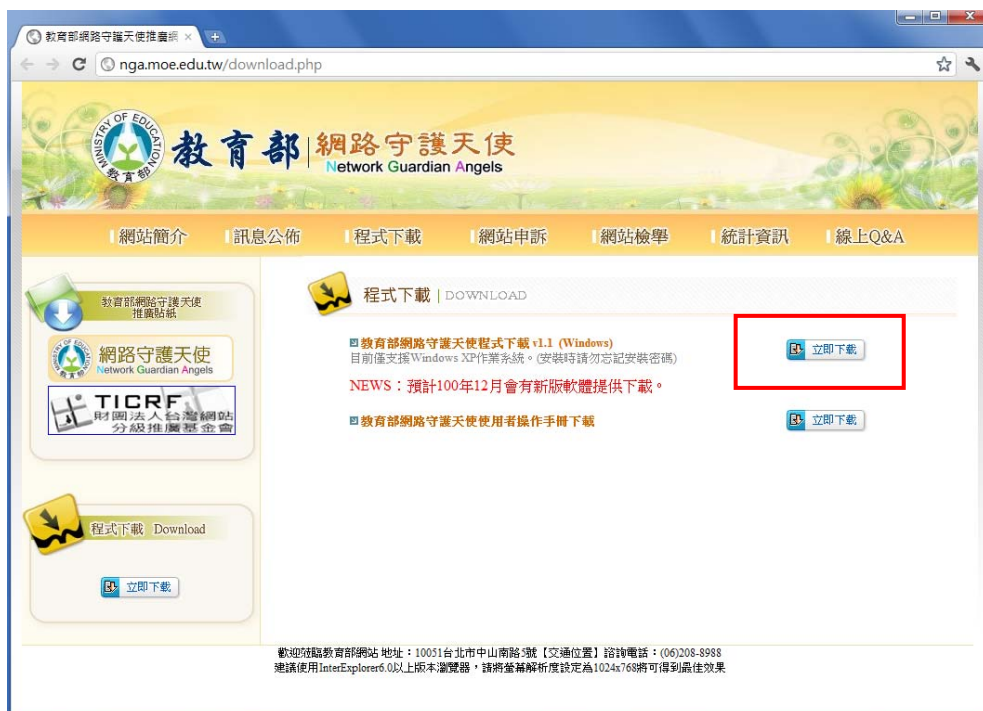 教育部網路守護天使推廣網
nga.moe.edu.tw/download.php
MINISTRY OF EDUCATION
教育部
教育部
網路守護天使
Network Guardian Angels
網站簡介
訊息公佈
程式下載
網站申訴
網站檢舉
統計資訊
線上Q&A
教育部網路守護天使
推廣貼紙
網路守護天使
Network Guardian Angels
TICRF
財團法人台灣網站
分級推廣基金會
程式下載 Download
立即下載
程式下載 | DOWNLOAD
教育部網路守護天使程式下載 v1.1 (Windows)
目前僅支援Windows XP作業系統。(安裝時請勿忘記安裝密碼)
立即下載
NEWS：預計100年12月會有新版軟體提供下載。
教育部網路守護天使使用者操作手冊下載
立即下載
歡迎蒞臨教育部網站 地址：10051台北市中山南路5號【交通位置】諮詢電話：(06)208-8988
建議使用InterExplorer6.0以上版本瀏覽器，請將螢幕解析度設定為1024x768將可得到最佳效果